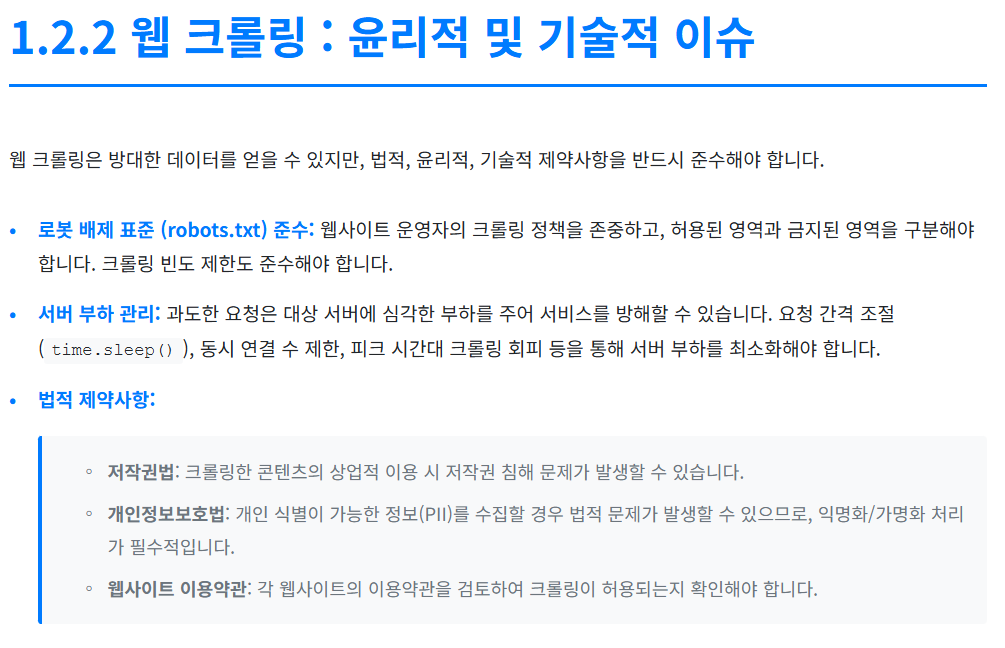 1.2.2 웹 크롤링 : 윤리적 및 기술적 이슈
웹 크롤링은 방대한 데이터를 얻을 수 있지만, 법적, 윤리적, 기술적 제약사항을 반드시 준수해야 합니다.
• 로봇 배제 표준 (robots.txt) 준수: 웹사이트 운영자의 크롤링 정책을 존중하고, 허용된 영역과 금지된 영역을 구분해야
합니다. 크롤링 빈도 제한도 준수해야 합니다.
• 서버 부하 관리: 과도한 요청은 대상 서버에 심각한 부하를 주어 서비스를 방해할 수 있습니다. 요청 간격 조절
( time.sleep() ), 동시 연결 수 제한, 피크 시간대 크롤링 회피 등을 통해 서버 부하를 최소화해야 합니다.
• 법적 제약사항:
◦ 저작권법: 크롤링한 콘텐츠의 상업적 이용 시 저작권 침해 문제가 발생할 수 있습니다.
◦ 개인정보보호법: 개인 식별이 가능한 정보(PII)를 수집할 경우 법적 문제가 발생할 수 있으므로, 익명화/가명화 처리
가 필수적입니다.
◦ 웹사이트 이용약관: 각 웹사이트의 이용약관을 검토하여 크롤링이 허용되는지 확인해야 합니다.